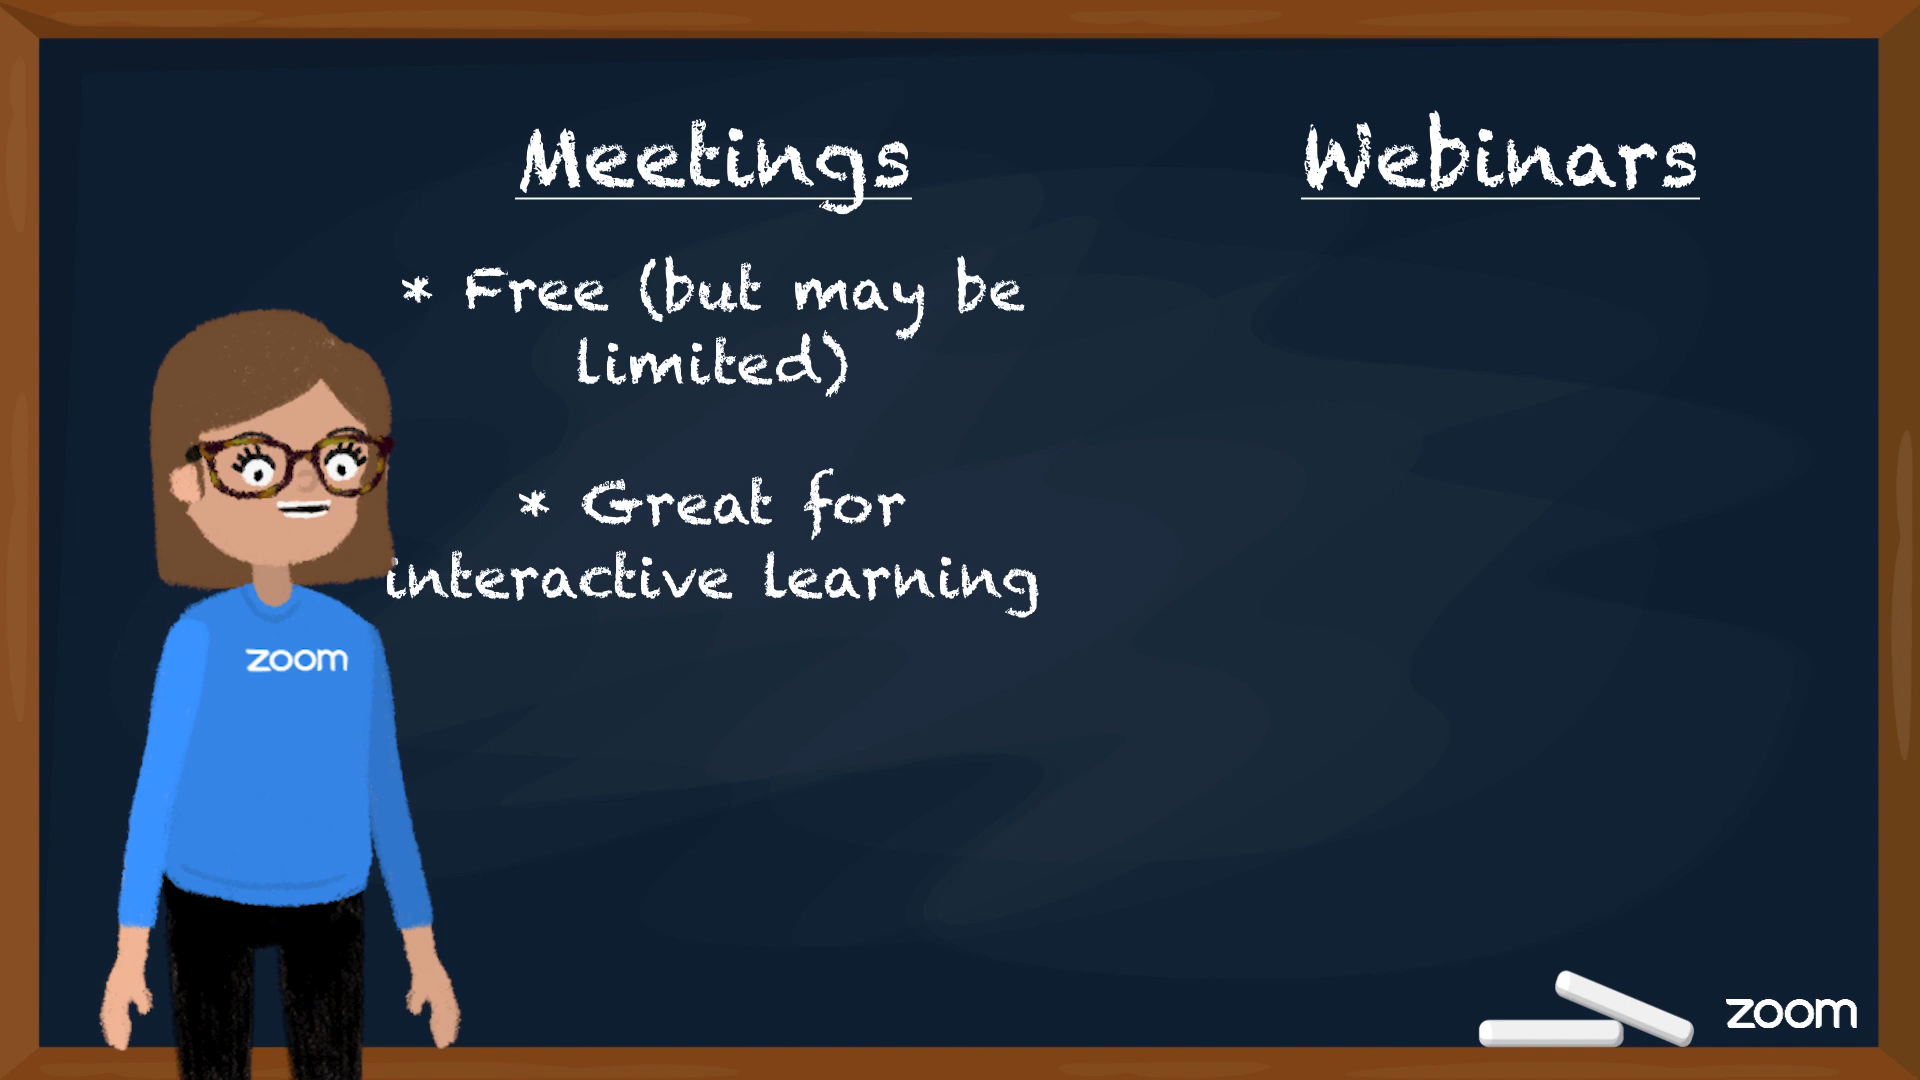 Meetings
Webinars
* Free (but may be
limited)
* Great for
interactive learning
zoom
zoom